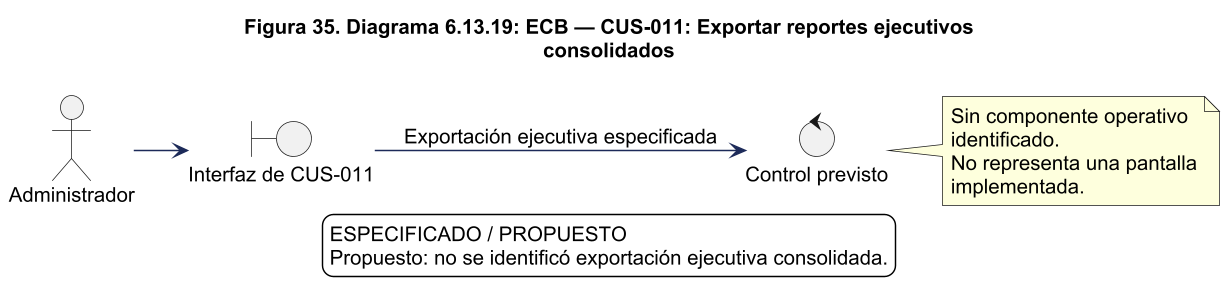 Figura 35. Diagrama 6.13.19: ECB — CUS-011: Exportar reportes ejecutivos
consolidados
Administrador
Interfaz de CUS-011
Exportación ejecutiva especificada
Control previsto
Sin componente operativo
identificado.
No representa una pantalla
implementada.
ESPECIFICADO / PROPUESTO
Propuesto: no se identificó exportación ejecutiva consolidada.